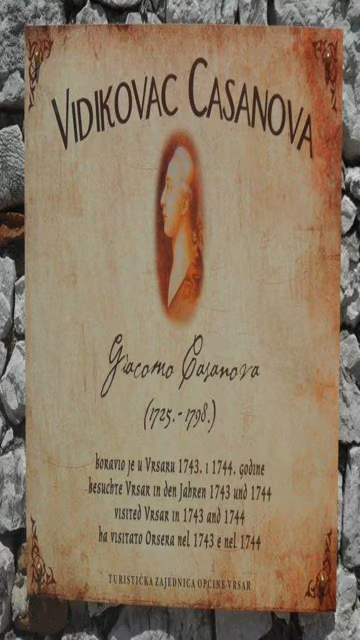 VIDIKOVAC CASANOVA
Giacomo Casanova
(1725.-1798.)
boravio je u Vrsaru 1743. i 1744. godine
besuchte Vrsar in den Jahren 1743 und 1744
visited Vrsar in 1743 and 1744
ha visitato Orsera nel 1743 e nel 1744
TURISTIČKA ZAJEDNICA OPĆINE VRSAR